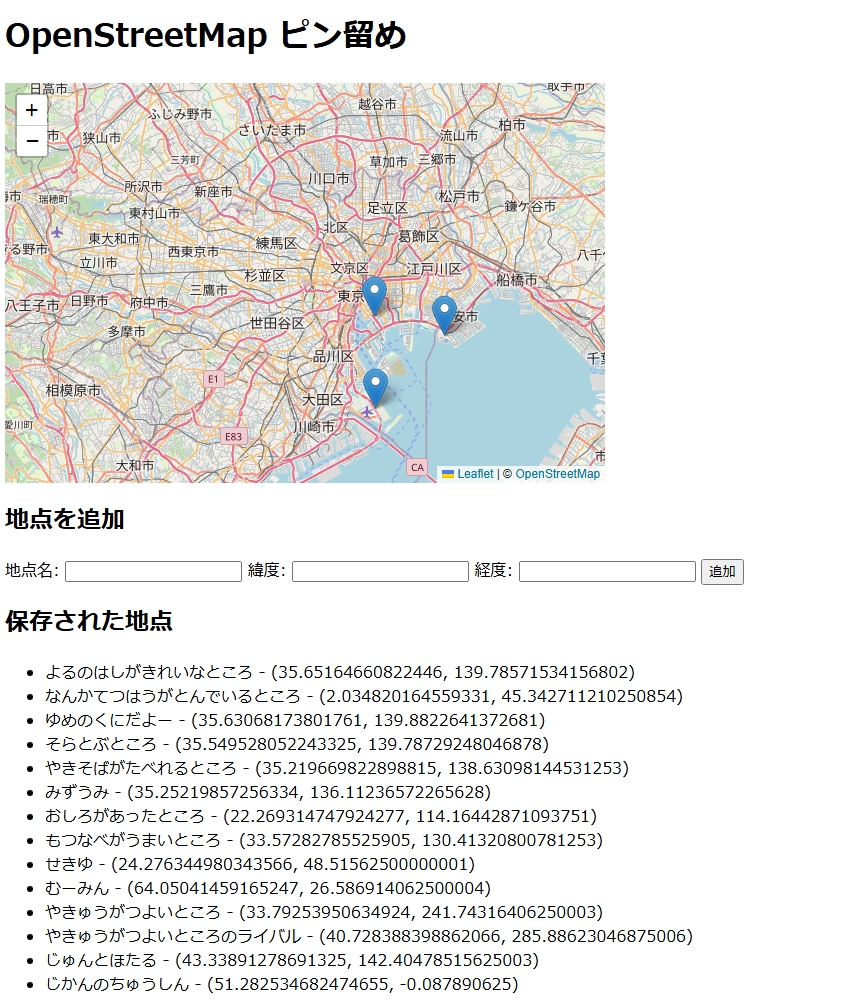 OpenStreetMap ピン留め
日高市
取手市
+
ふじみ野市
越谷市
柏市
−
市
狭山市
さいたま市
流山市
三芳町
草加市
三郷市
川口市
所沢市
新座市
松戸市
瑞穂町
鎌ケ谷市
東村山市
足立区
北区
葛飾区
東大和市
練馬区
西東京市
立川市
杉並区
文京区
江戸川区
船橋市
三鷹市
八王子市
日野市
府中市
東京
安市
世田谷区
多摩市
品川区
E1
相模原市
大田区
愛川町
川崎市
E83
大和市
CA
Leaflet | © OpenStreetMap
地点を追加
地点名: 緯度: 経度: 追加
保存された地点
よるのはしがきれいなところ - (35.65164660822446, 139.78571534156802)
なんかてつはうがとんでいるところ - (2.034820164559331, 45.342711210250854)
ゆめのくにだよー - (35.63068173801761, 139.8822641372681)
そらとぶところ - (35.549528052243325, 139.78729248046878)
やきそばがたべれるところ - (35.219669822898815, 138.63098144531253)
みずうみ - (35.25219857256334, 136.11236572265628)
おしろがあったところ - (22.269314747924277, 114.16442871093751)
もつなべがうまいところ - (33.57282785525905, 130.41320800781253)
せきゆ - (24.276344980343566, 48.51562500000001)
むーみん - (64.05041459165247, 26.586914062500004)
やきゅうがつよいところ - (33.79253950634924, 241.74316406250003)
やきゅうがつよいところのライバル - (40.728388398862066, 285.88623046875006)
じゅんとほたる - (43.33891278691325, 142.40478515625003)
じかんのちゅうしん - (51.282534682474655, -0.087890625)